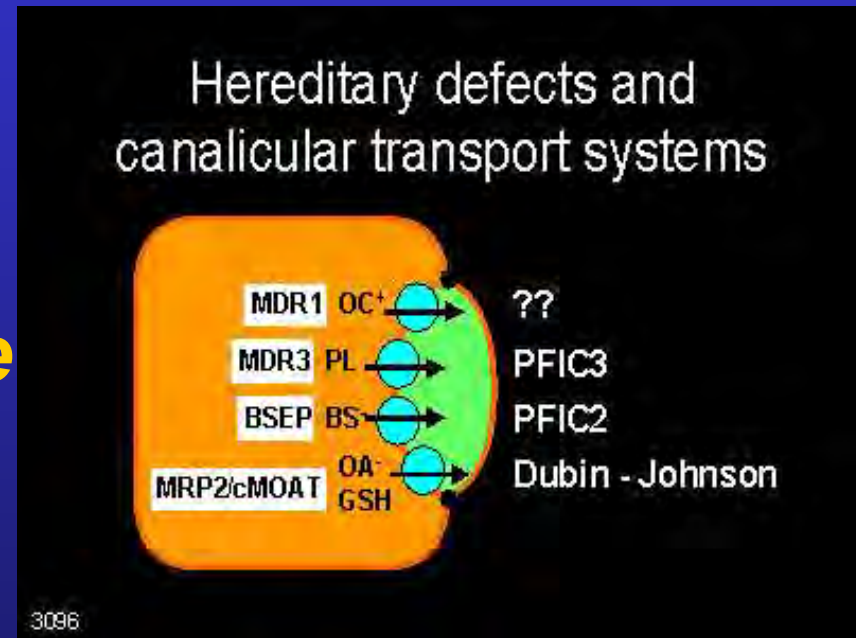 Hereditary defects and
canalicular transport systems
MDR1 OC+ ??
MDR3 PL PFIC3
BSEP BS- PFIC2
MRP2/cMOAT OA- GSH Dubin - Johnson
e
3096